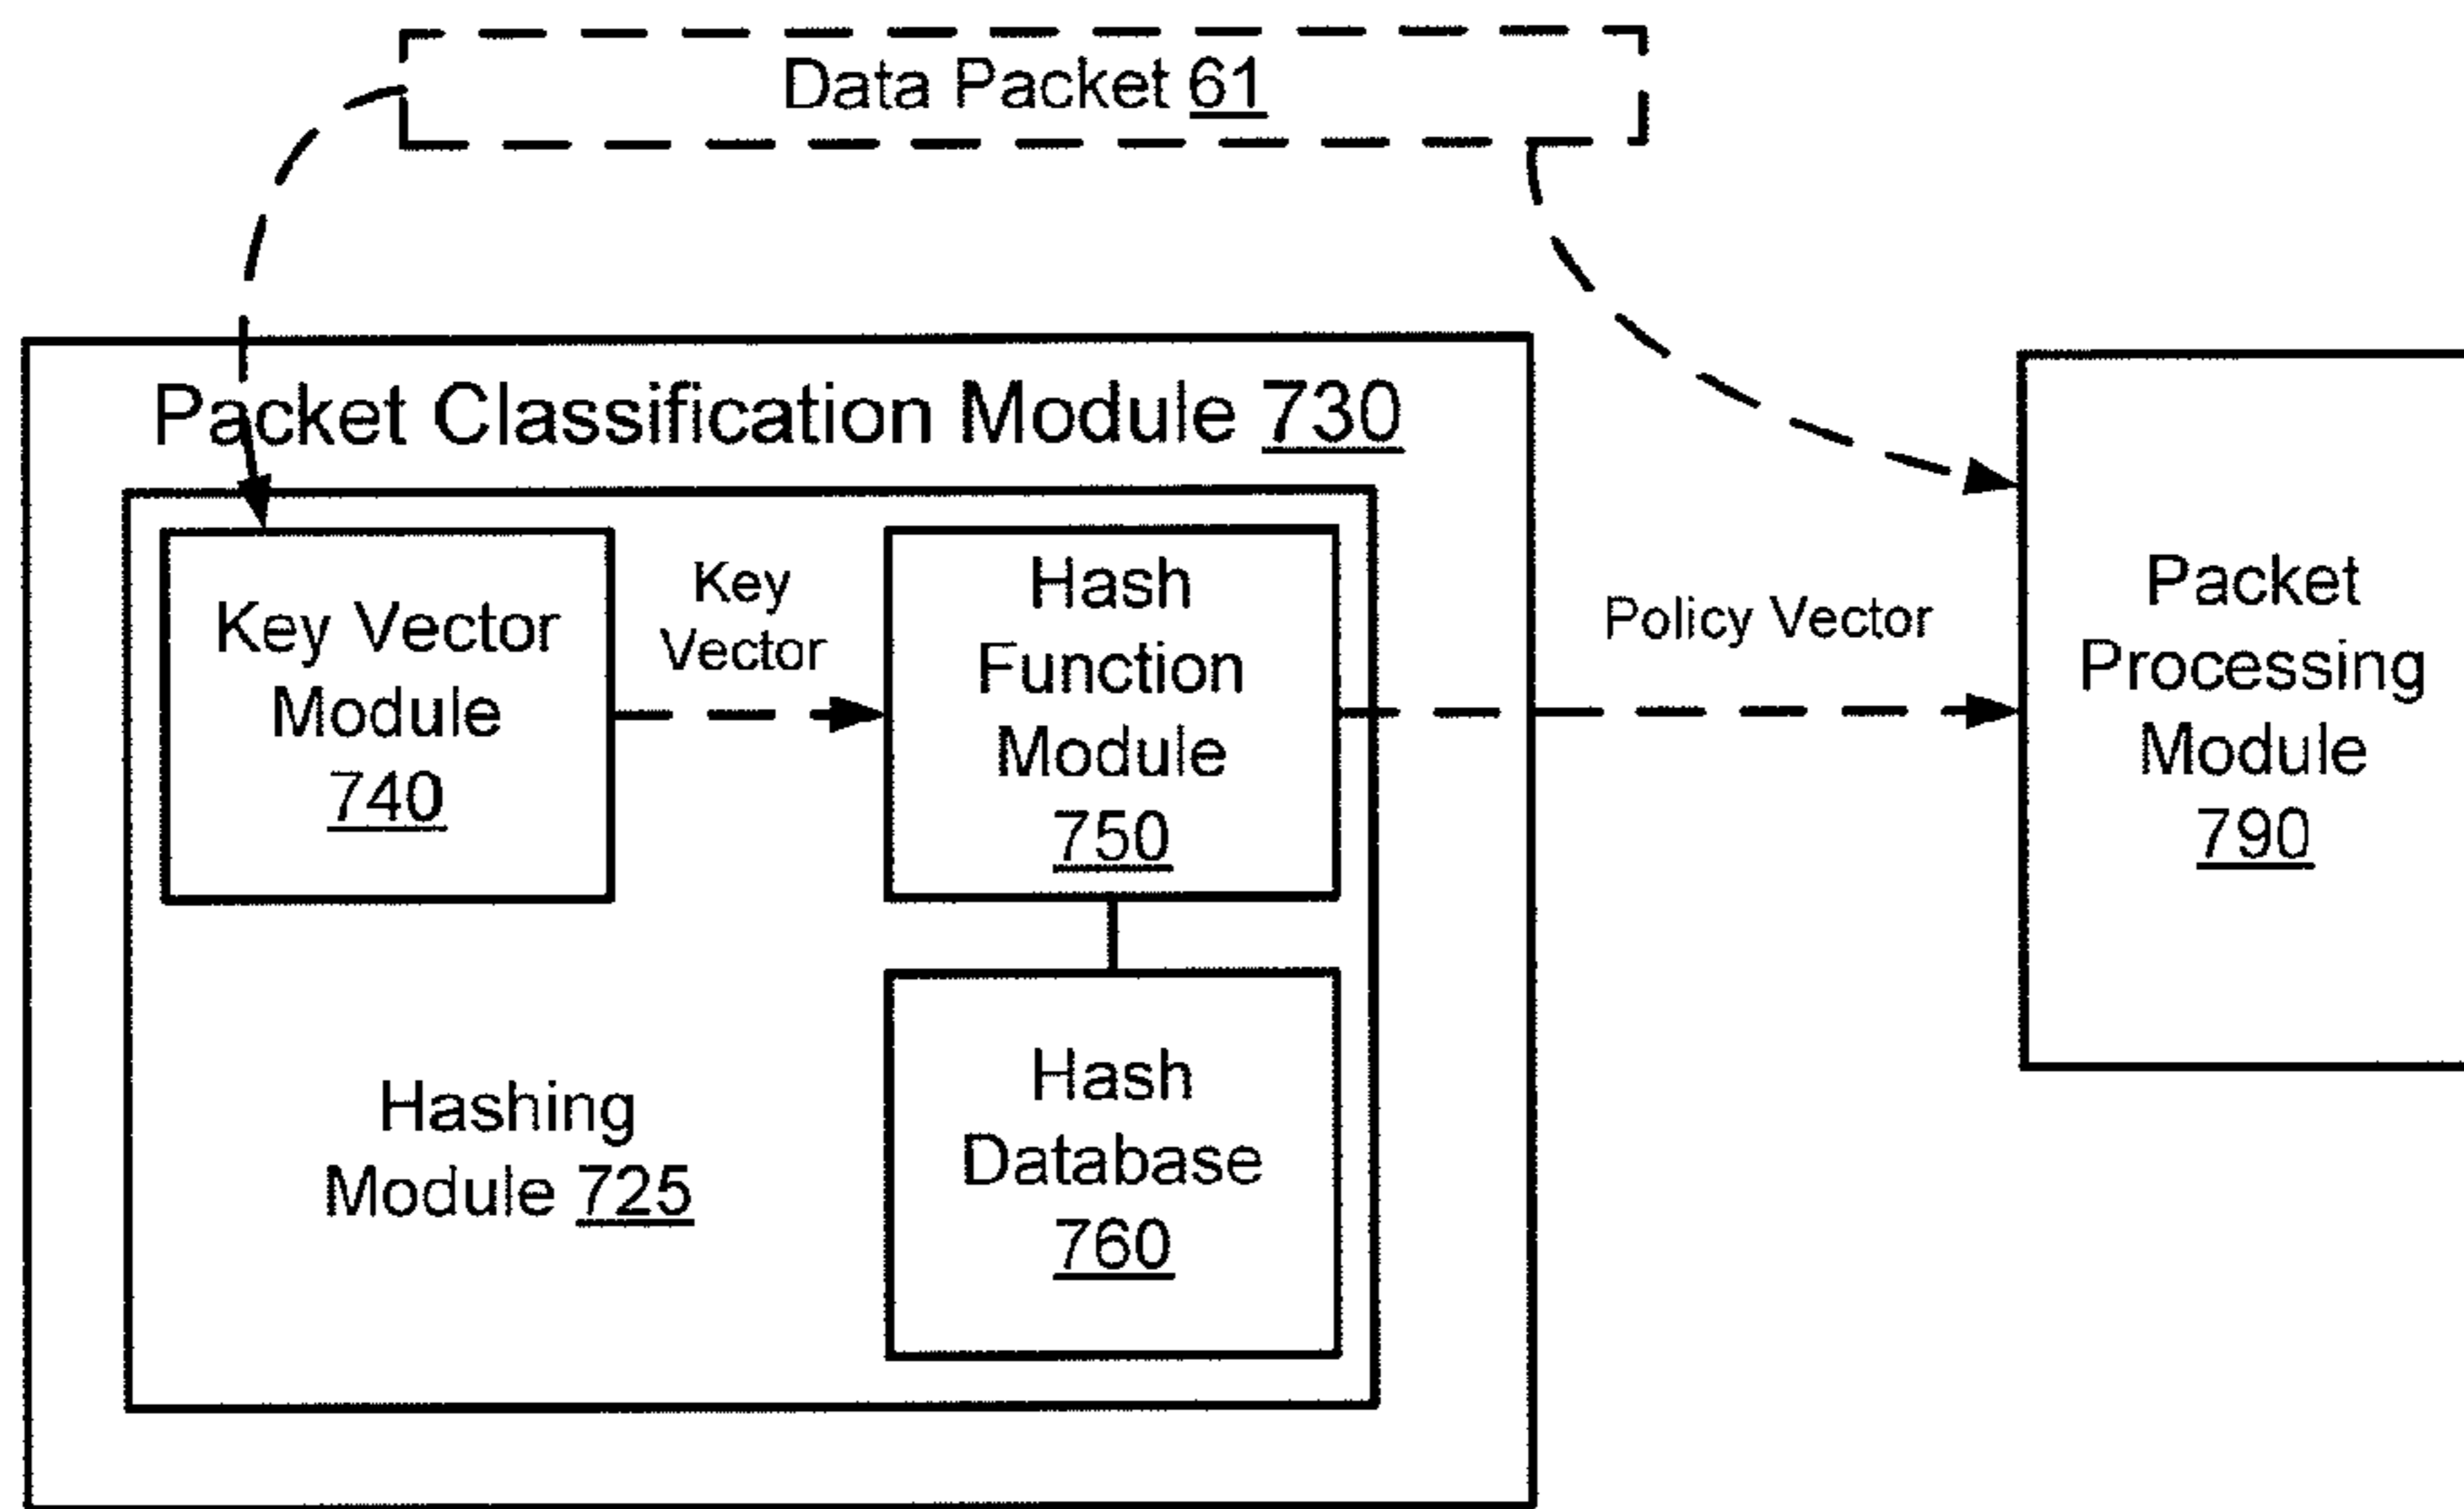 Data Packet 61
Packet Classification Module 730
Key Vector
Module
740
Key
Vector
Hash
Function
Module
750
Policy Vector
Packet
Processing
Module
790
Hashing
Module 725
Hash
Database
760